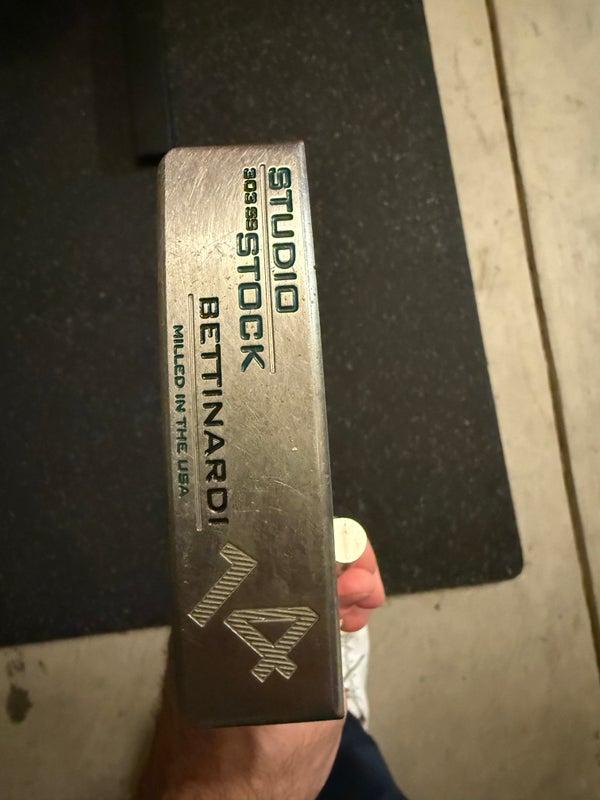 STUDIO
303 SS STOCK
BETTINARDI
MILLED IN THE USA
14